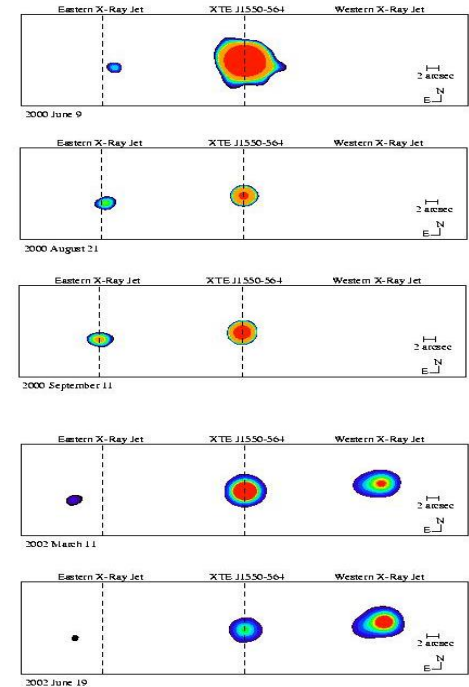 Eastern X-Ray Jet XTE J1550-564 Western X-Ray Jet
2 arcsec
N
E
2000 June 9
Eastern X-Ray Jet XTE J1550-564 Western X-Ray Jet
2 arcsec
N
E
2000 August 21
Eastern X-Ray Jet XTE J1550-564 Western X-Ray Jet
2 arcsec
N
E
2000 September 11
Eastern X-Ray Jet XTE J1550-564 Western X-Ray Jet
2 arcsec
N
E
2002 March 11
Eastern X-Ray Jet XTE J1550-564 Western X-Ray Jet
2 arcsec
N
E
2002 June 19